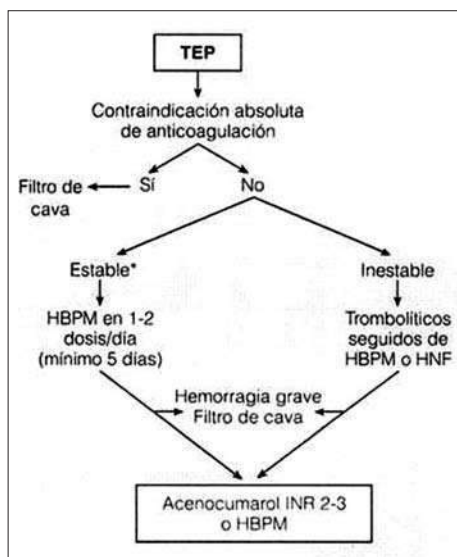 TEP
Contraindicación absoluta
de anticoagulación
Filtro de
cava
Sí
No
Estable*
Inestable
HBPM en 1-2
dosis/día
(mínimo 5 días)
Trombolíticos
seguidos de
HBPM o HNF
Hemorragia grave
Filtro de cava
Acenocumarol INR 2-3
o HBPM